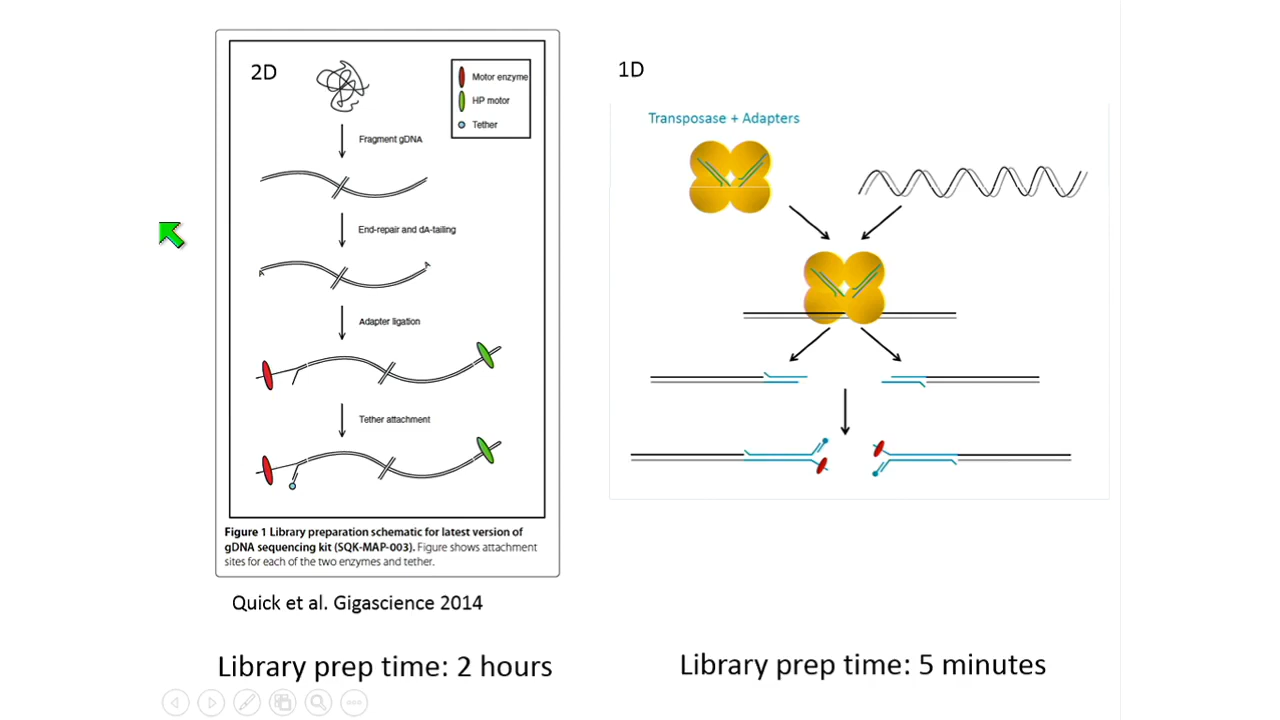 2D
Motor enzyme
HP motor
Tether
Fragment gDNA
End-repair and dA-tailing
A
A
Adapter ligation
Tether attachment
Figure 1 Library preparation schematic for latest version of
gDNA sequencing kit (SQK-MAP-003). Figure shows attachment
sites for each of the two enzymes and tether.
Quick et al. Gigascience 2014
Library prep time: 2 hours
1D
Transposase + Adapters
Library prep time: 5 minutes